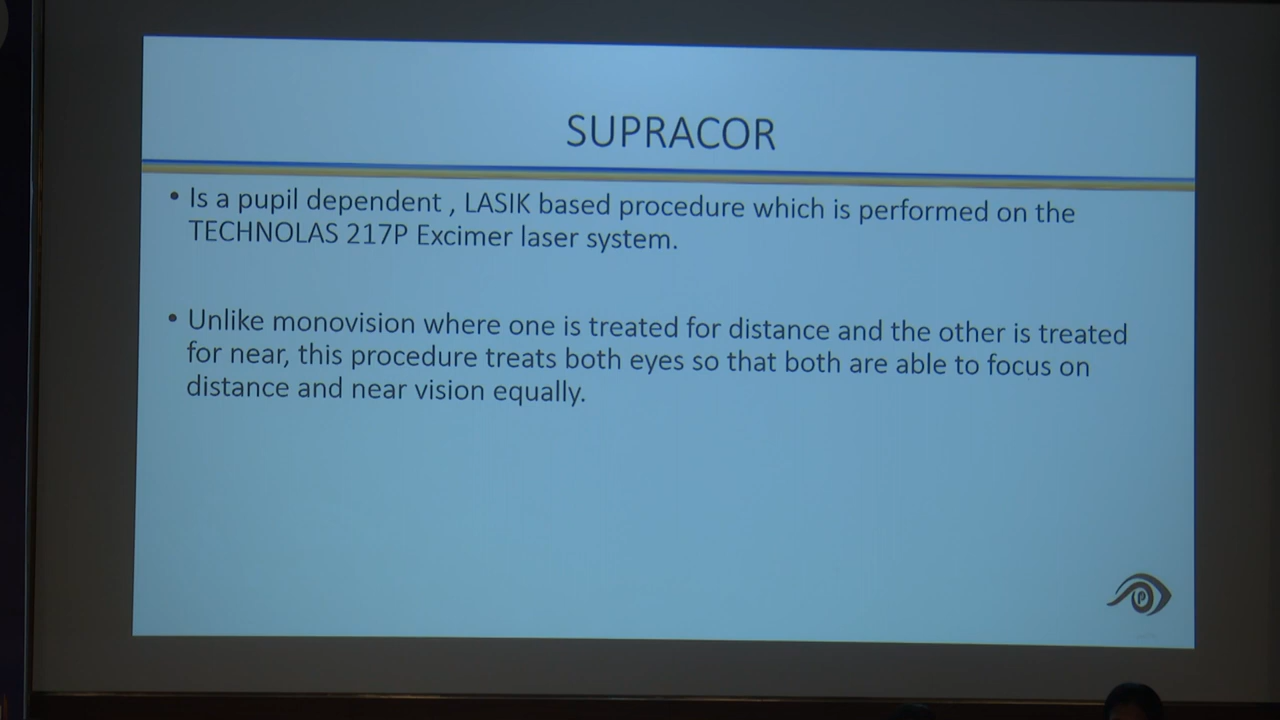 SUPRACOR
• Is a pupil dependent , LASIK based procedure which is performed on the
TECHNOLAS 217P Excimer laser system.
• Unlike monovision where one is treated for distance and the other is treated
for near, this procedure treats both eyes so that both are able to focus on
distance and near vision equally.
P